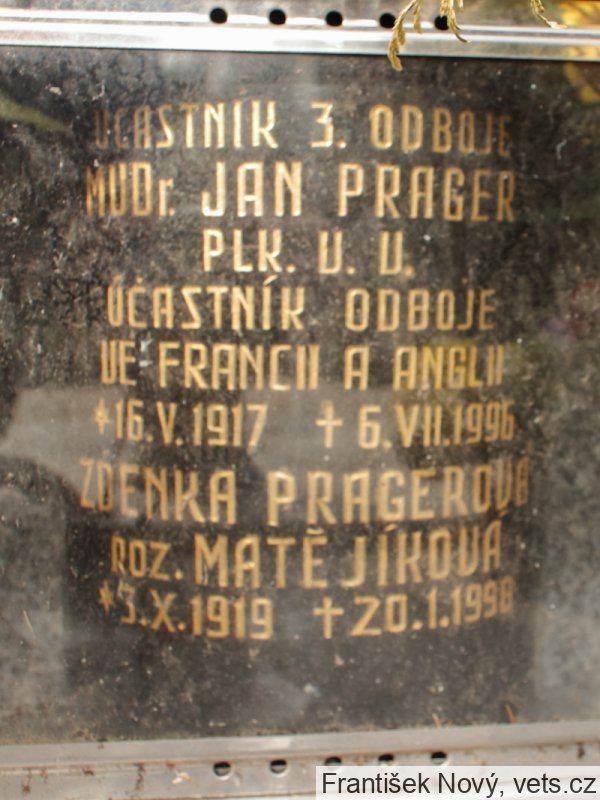 ÚČASTNÍK 3. ODBOJE
MUDr. JAN PRAGER
PLK. V. V.
ÚČASTNÍK ODBOJE
VE FRANCII A ANGLII
*16.V.1917 †6.VII.1996
ZDENKA PRAGEROVÁ
ROZ. MATĚJÍKOVÁ
*3.X.1919 †20.1.1998
František Nový, vets.cz